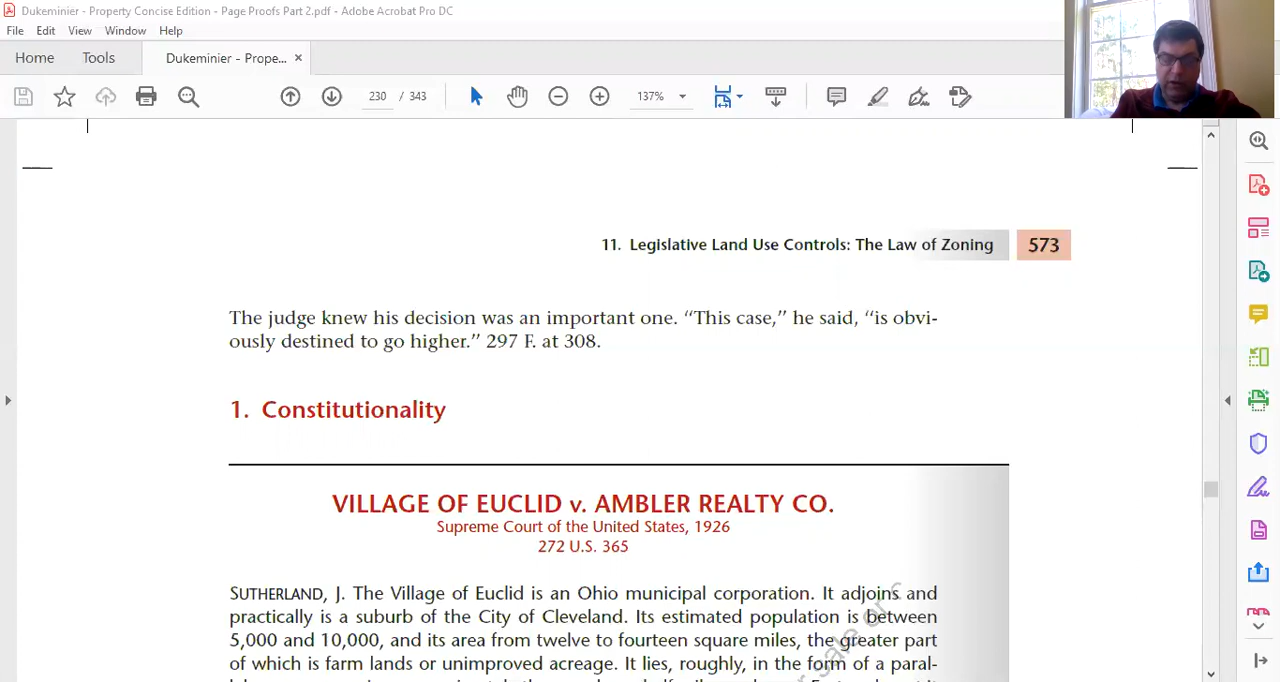 Dukeminier - Property Concise Edition - Page Proofs Part 2.pdf - Adobe Acrobat Pro DC
File Edit View Window Help
Home Tools Dukeminier - Prope... ×
230 / 343 137%
11. Legislative Land Use Controls: The Law of Zoning 573
The judge knew his decision was an important one. “This case,” he said, “is obvi-
ously destined to go higher.” 297 F. at 308.
1. Constitutionality
VILLAGE OF EUCLID v. AMBLER REALTY CO.
Supreme Court of the United States, 1926
272 U.S. 365
SUTHERLAND, J. The Village of Euclid is an Ohio municipal corporation. It adjoins and
practically is a suburb of the City of Cleveland. Its estimated population is between
5,000 and 10,000, and its area from twelve to fourteen square miles, the greater part
of which is farm lands or unimproved acreage. It lies, roughly, in the form of a paral-
sale or